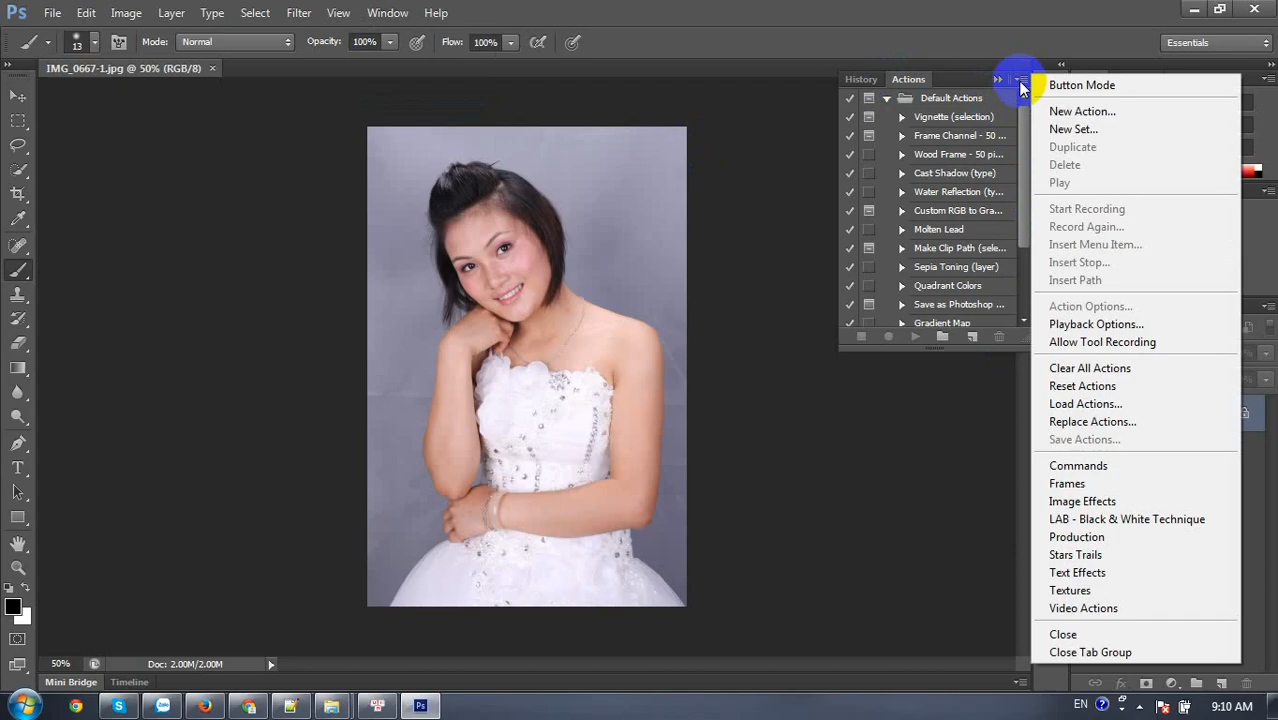 Ps File Edit Image Layer Type Select Filter View Window Help
13 Mode: Normal Opacity: 100% Flow: 100% Essentials
IMG_0667-1.jpg @ 50% (RGB/8) ×
History Actions
Default Actions
Vignette (selection)
Frame Channel - 50 ...
Wood Frame - 50 pi...
Cast Shadow (type)
Water Reflection (ty...
Custom RGB to Gra...
Molten Lead
Make Clip Path (sele...
Sepia Toning (layer)
Quadrant Colors
Save as Photoshop ...
Gradient Map
Button Mode
New Action...
New Set...
Duplicate
Delete
Play
Start Recording
Record Again...
Insert Menu Item...
Insert Stop...
Insert Path
Action Options...
Playback Options...
Allow Tool Recording
Clear All Actions
Reset Actions
Load Actions...
Replace Actions...
Save Actions...
Commands
Frames
Image Effects
LAB - Black & White Technique
Production
Stars Trails
Text Effects
Textures
Video Actions
Close
Close Tab Group
50% Doc: 2.00M/2.00M
Mini Bridge Timeline
EN 9:10 AM